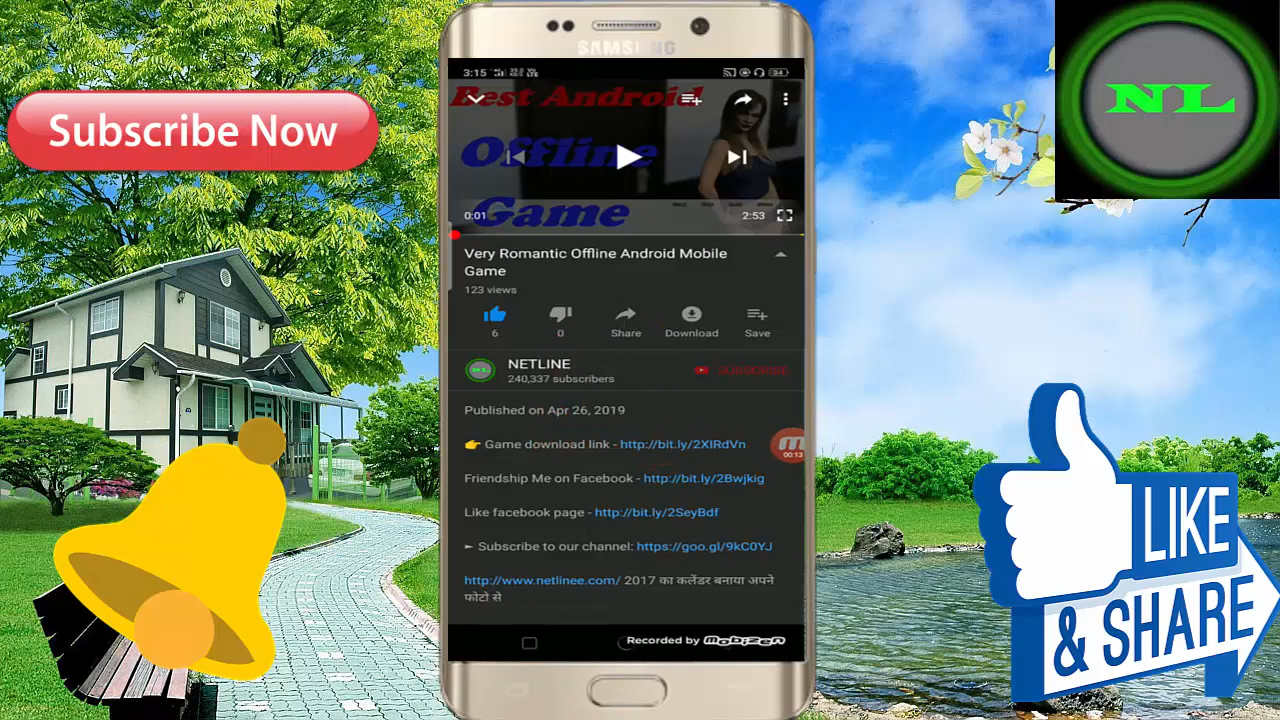 Subscribe Now
NL
SAMSUNG
3:15
Best Android
Offline
Game
0:01
2:53
Very Romantic Offline Android Mobile
Game
123 views
6
0
Share
Download
Save
NETLINE
240,337 subscribers
SUBSCRIBE
Published on Apr 26, 2019
👉 Game download link - http://bit.ly/2XIRdVn
00:13
Friendship Me on Facebook - http://bit.ly/2Bwjkig
Like facebook page - http://bit.ly/2SeyBdf
► Subscribe to our channel: https://goo.gl/9kC0YJ
http://www.netlinee.com/ 2017 का कलेंडर बनाया अपने
फोटो से
Recorded by mobizen
LIKE
& SHARE